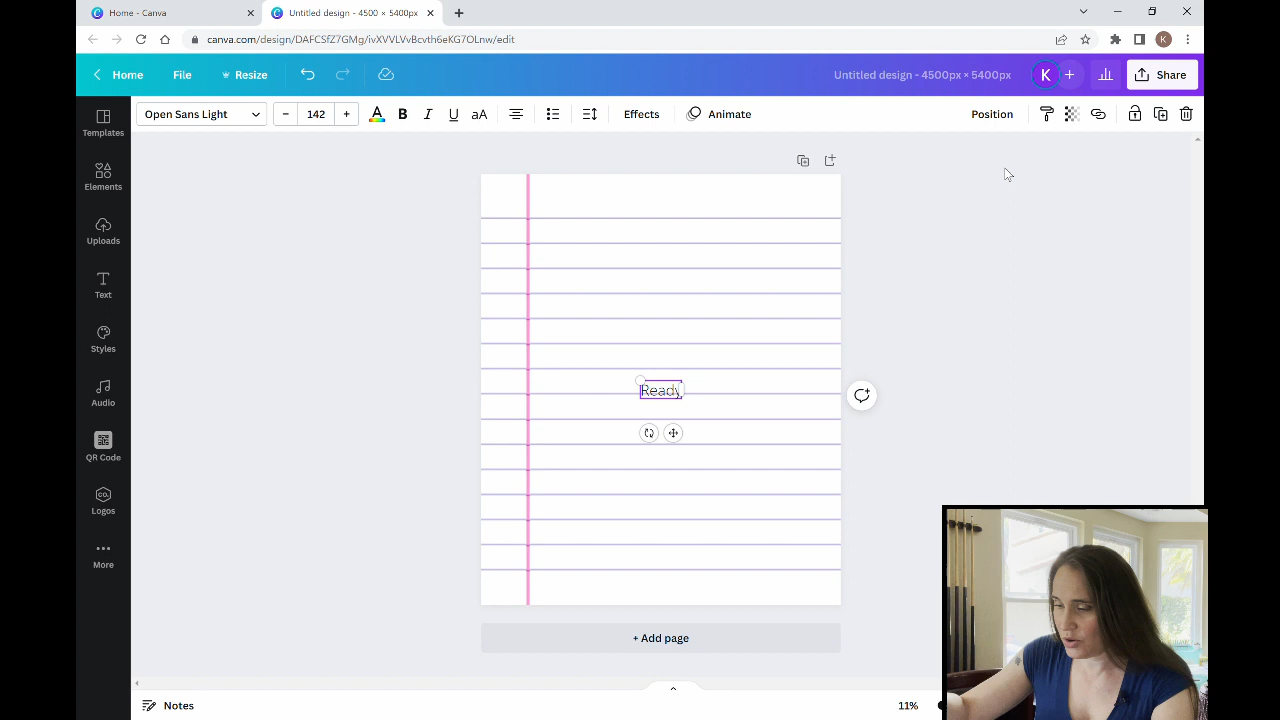 Home - Canva
Untitled design - 4500 × 5400px
canva.com/design/DAFCSfZ7GMg/ivXVVLVvBcvth6eKG7OLnw/edit
Home
File
Resize
Untitled design - 4500px × 5400px
K
Share
Open Sans Light
142
B
I
U
aA
Effects
Animate
Position
Templates
Elements
Uploads
Text
Styles
Audio
QR Code
CO.
Logos
More
Ready
+ Add page
Notes
11%